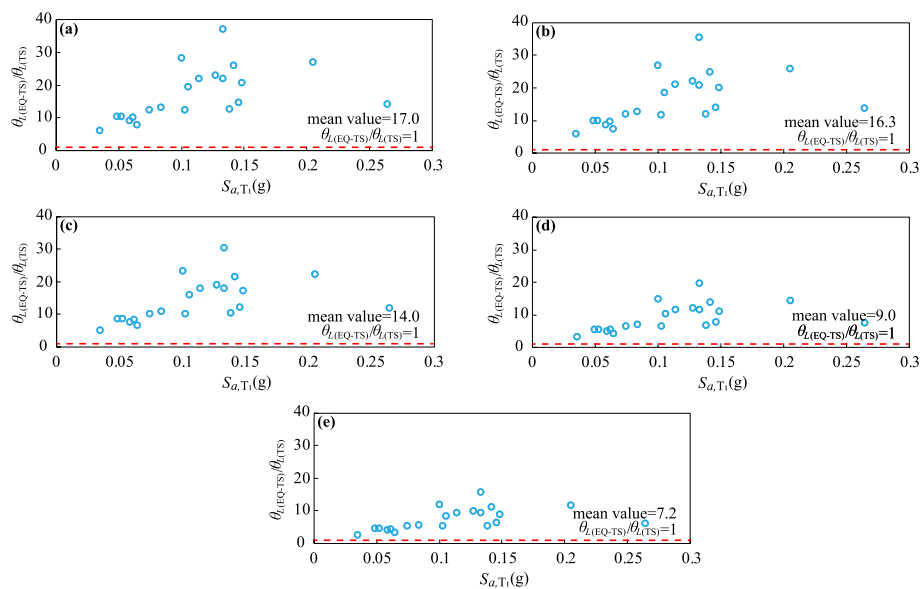 (a)
40
30
20
10
0
θL(EQ-TS)/θL(TS)
mean value=17.0
θL(EQ-TS)/θL(TS)=1
0 0.05 0.1 0.15 0.2 0.25 0.3
Sa,T1(g)
(b)
40
30
20
10
0
θL(EQ-TS)/θL(TS)
mean value=16.3
θL(EQ-TS)/θL(TS)=1
0 0.05 0.1 0.15 0.2 0.25 0.3
Sa,T1(g)
(c)
40
30
20
10
0
θL(EQ-TS)/θL(TS)
mean value=14.0
θL(EQ-TS)/θL(TS)=1
0 0.05 0.1 0.15 0.2 0.25 0.3
Sa,T1(g)
(d)
40
30
20
10
0
θL(EQ-TS)/θL(TS)
mean value=9.0
θL(EQ-TS)/θL(TS)=1
0 0.05 0.1 0.15 0.2 0.25 0.3
Sa,T1(g)
(e)
40
30
20
10
0
θL(EQ-TS)/θL(TS)
mean value=7.2
θL(EQ-TS)/θL(TS)=1
0 0.05 0.1 0.15 0.2 0.25 0.3
Sa,T1(g)